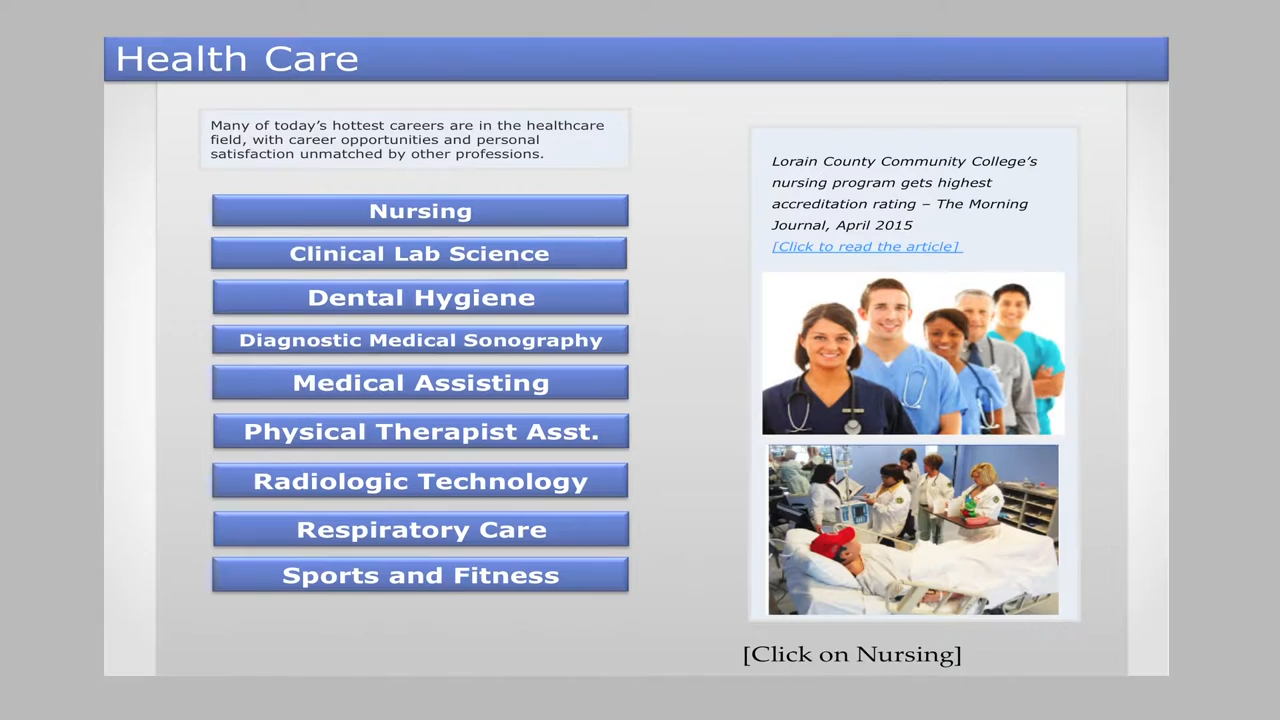 Health Care
Many of today’s hottest careers are in the healthcare
field, with career opportunities and personal
satisfaction unmatched by other professions.
Nursing
Clinical Lab Science
Dental Hygiene
Diagnostic Medical Sonography
Medical Assisting
Physical Therapist Asst.
Radiologic Technology
Respiratory Care
Sports and Fitness
Lorain County Community College’s
nursing program gets highest
accreditation rating – The Morning
Journal, April 2015
[Click to read the article]
[Click on Nursing]